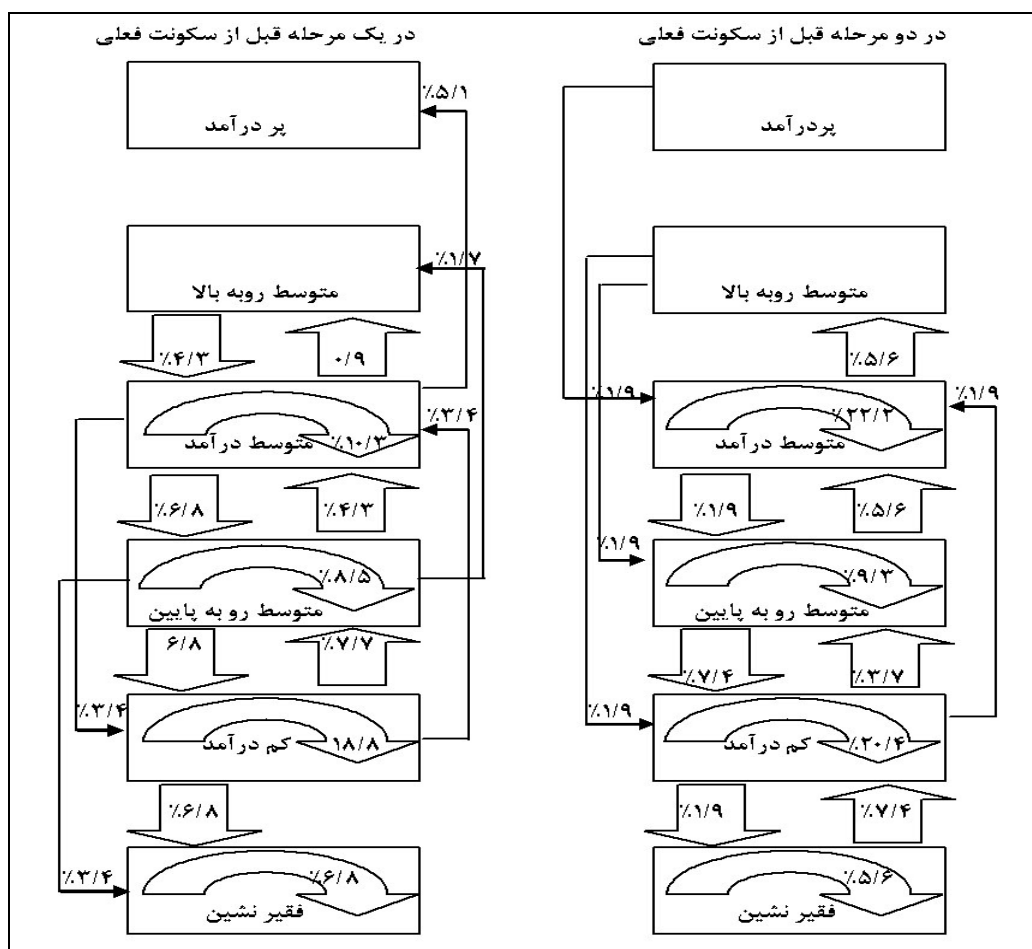 در دو مرحله قبل از سکونت فعلی
پردرآمد
متوسط روبه بالا
٪۵/۶
٪۱/۹
٪۲۲/۲
٪۱/۹
متوسط درآمد
٪۱/۹
٪۵/۶
٪۱/۹
٪۹/۳
متوسط رو به پایین
٪۷/۴
٪۳/۷
٪۱/۹
٪۲۰/۴
کم درآمد
٪۱/۹
٪۷/۴
٪۵/۶
فقیر نشین
در یک مرحله قبل از سکونت فعلی
٪۵/۱
پر درآمد
٪۱/۷
متوسط روبه بالا
٪۴/۳
۰/۹
٪۳/۴
٪۱۰/۳
متوسط درآمد
٪۶/۸
٪۴/۳
٪۸/۵
متوسط رو به پایین
۶/۸
٪۷/۷
٪۳/۴
۱۸/۸
کم درآمد
٪۶/۸
٪۳/۴
٪۶/۸
فقیر نشین